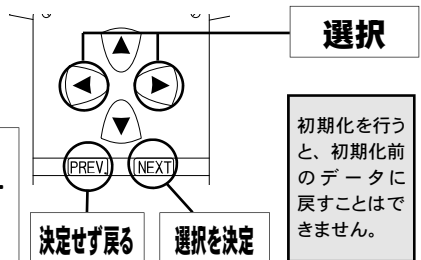 選択
初期化を行う
と、初期化前
のデータに
戻すことはで
きません。
PREV.
NEXT
決定せず戻る
選択を決定